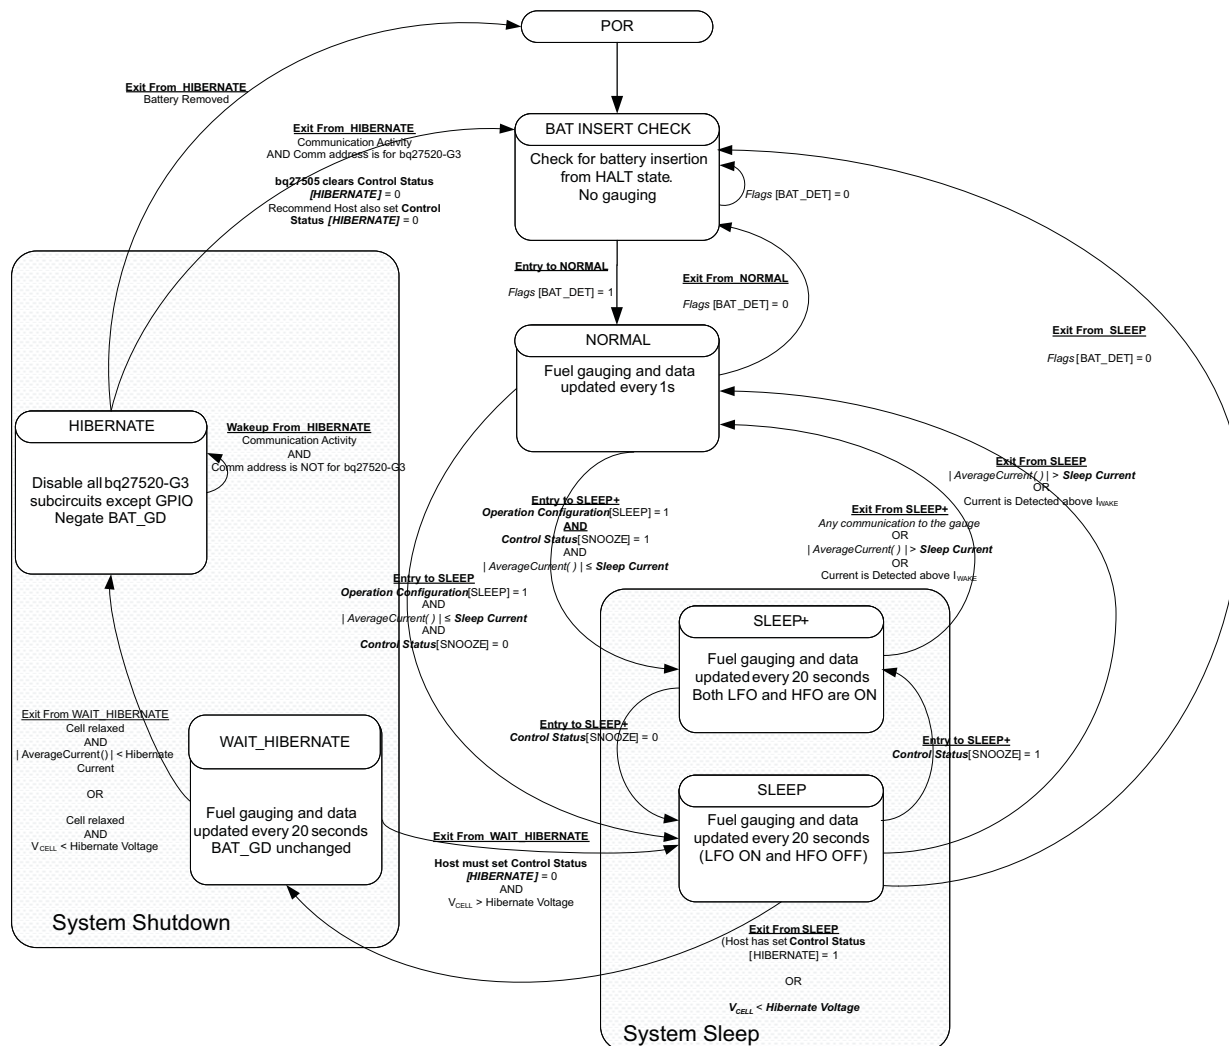 POR
Exit From HIBERNATE
Battery Removed
Exit From HIBERNATE
Communication Activity
AND Comm address is for bq27520-G3
bq27505 clears Control Status
[HIBERNATE] = 0
Recommend Host also set Control
Status [HIBERNATE] = 0
BAT INSERT CHECK
Check for battery insertion
from HALT state.
No gauging
Flags [BAT_DET] = 0
Entry to NORMAL
Flags [BAT_DET] = 1
Exit From NORMAL
Flags [BAT_DET] = 0
Exit From SLEEP
Flags [BAT_DET] = 0
NORMAL
Fuel gauging and data
updated every 1s
HIBERNATE
Disable all bq27520-G3
subcircuits except GPIO
Negate BAT_GD
Wakeup From HIBERNATE
Communication Activity
AND
Comm address is NOT for bq27520-G3
Exit From SLEEP
| AverageCurrent( ) | > Sleep Current
OR
Current is Detected above IWAKE
Entry to SLEEP+
Operation Configuration[SLEEP] = 1
AND
Control Status[SNOOZE] = 1
AND
| AverageCurrent( ) | ≤ Sleep Current
Exit From SLEEP+
Any communication to the gauge
OR
| AverageCurrent( ) | > Sleep Current
OR
Current is Detected above IWAKE
Entry to SLEEP
Operation Configuration[SLEEP] = 1
AND
| AverageCurrent( ) | ≤ Sleep Current
AND
Control Status[SNOOZE] = 0
SLEEP+
Fuel gauging and data
updated every 20 seconds
Both LFO and HFO are ON
Entry to SLEEP+
Control Status[SNOOZE] = 0
Entry to SLEEP+
Control Status[SNOOZE] = 1
Exit From WAIT_HIBERNATE
Cell relaxed
AND
| AverageCurrent() | < Hibernate
Current
OR
Cell relaxed
AND
VCELL < Hibernate Voltage
WAIT_HIBERNATE
Fuel gauging and data
updated every 20 seconds
BAT_GD unchanged
SLEEP
Fuel gauging and data
updated every 20 seconds
(LFO ON and HFO OFF)
Exit From WAIT_HIBERNATE
Host must set Control Status
[HIBERNATE] = 0
AND
VCELL > Hibernate Voltage
System Shutdown
Exit From SLEEP
(Host has set Control Status
[HIBERNATE] = 1
OR
VCELL < Hibernate Voltage
System Sleep